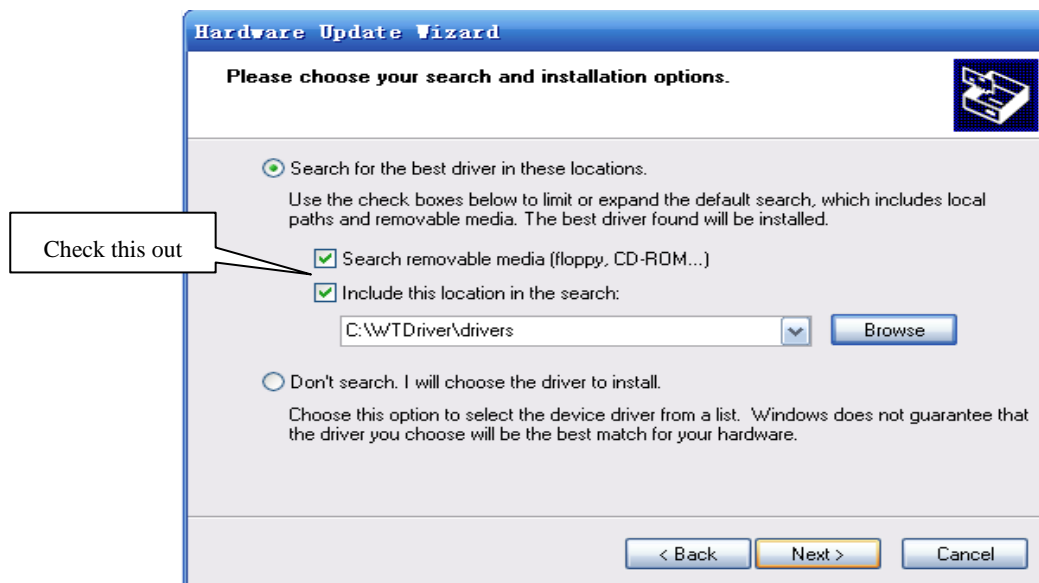 Hardware Update Wizard
Please choose your search and installation options.
Search for the best driver in these locations.
Use the check boxes below to limit or expand the default search, which includes local
paths and removable media. The best driver found will be installed.
Check this out
Search removable media (floppy, CD-ROM...)
Include this location in the search:
C:\WTDriver\drivers
Browse
Don't search. I will choose the driver to install.
Choose this option to select the device driver from a list. Windows does not guarantee that
the driver you choose will be the best match for your hardware.
< Back
Next >
Cancel